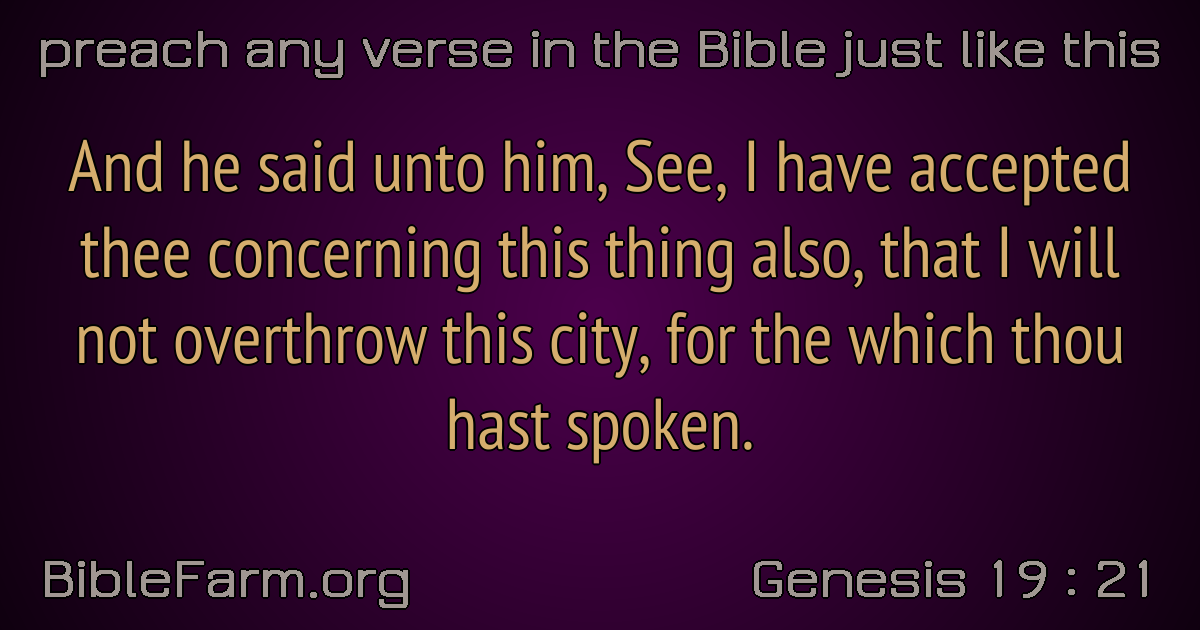 preach any verse in the Bible just like this
And he said unto him, See, I have accepted
thee concerning this thing also, that I will
not overthrow this city, for the which thou
hast spoken.
BibleFarm.org
Genesis 19 : 21